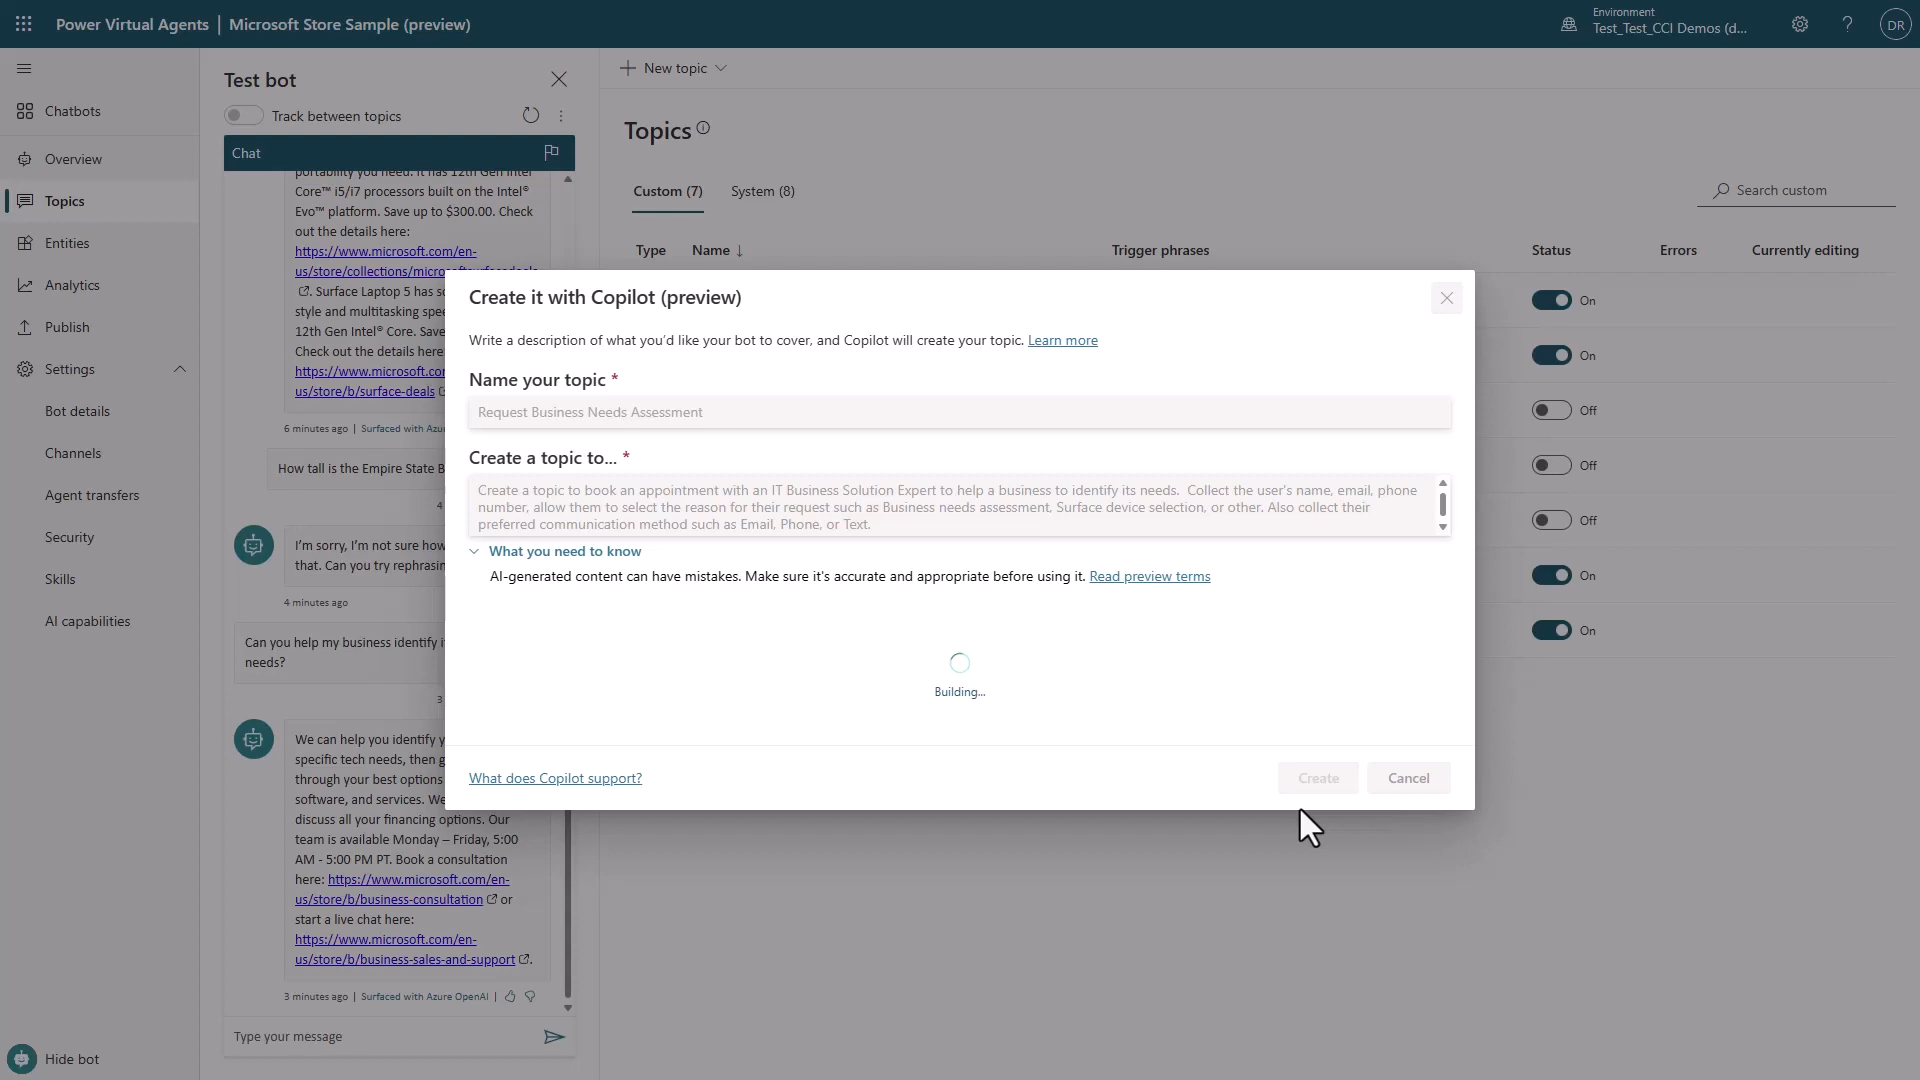 Power Virtual Agents | Microsoft Store Sample (preview)
Environment
Test_Test_CCI Demos (d...
?
DR
Chatbots
Overview
Topics
Entities
Analytics
Publish
Settings
Bot details
Channels
Agent transfers
Security
Skills
AI capabilities
Hide bot
Test bot
Track between topics
Chat
portability you need. It has 12th Gen Intel
Core™ i5/i7 processors built on the Intel®
Evo™ platform. Save up to $300.00. Check
out the details here:
https://www.microsoft.com/en-
us/store/collections/microsoftsurfacedeals
. Surface Laptop 5 has
style and multitasking
12th Gen Intel® Core. Save
Check out the details here
https://www.microsoft.co
us/store/b/surface-deals
6 minutes ago | Surfaced with Azu
How tall is the Empire State B
4
I'm sorry, I'm not sure how
that. Can you try rephrasin
4 minutes ago
Can you help my business identify i
needs?
3
We can help you identify y
specific tech needs, then g
through your best options
software, and services. We
discuss all your financing options. Our
team is available Monday – Friday, 5:00
AM - 5:00 PM PT. Book a consultation
here: https://www.microsoft.com/en-
us/store/b/business-consultation or
start a live chat here:
https://www.microsoft.com/en-
us/store/b/business-sales-and-support .
3 minutes ago | Surfaced with Azure OpenAI |
Type your message
New topic
Topics
Custom (7) System (8)
Search custom
Type Name ↓ Trigger phrases Status Errors Currently editing
On
On
Off
Off
Off
On
On
Create it with Copilot (preview)
Write a description of what you'd like your bot to cover, and Copilot will create your topic. Learn more
Name your topic *
Request Business Needs Assessment
Create a topic to... *
Create a topic to book an appointment with an IT Business Solution Expert to help a business to identify its needs. Collect the user's name, email, phone
number, allow them to select the reason for their request such as Business needs assessment, Surface device selection, or other. Also collect their
preferred communication method such as Email, Phone, or Text.
What you need to know
AI-generated content can have mistakes. Make sure it's accurate and appropriate before using it. Read preview terms
Building...
What does Copilot support?
Create
Cancel